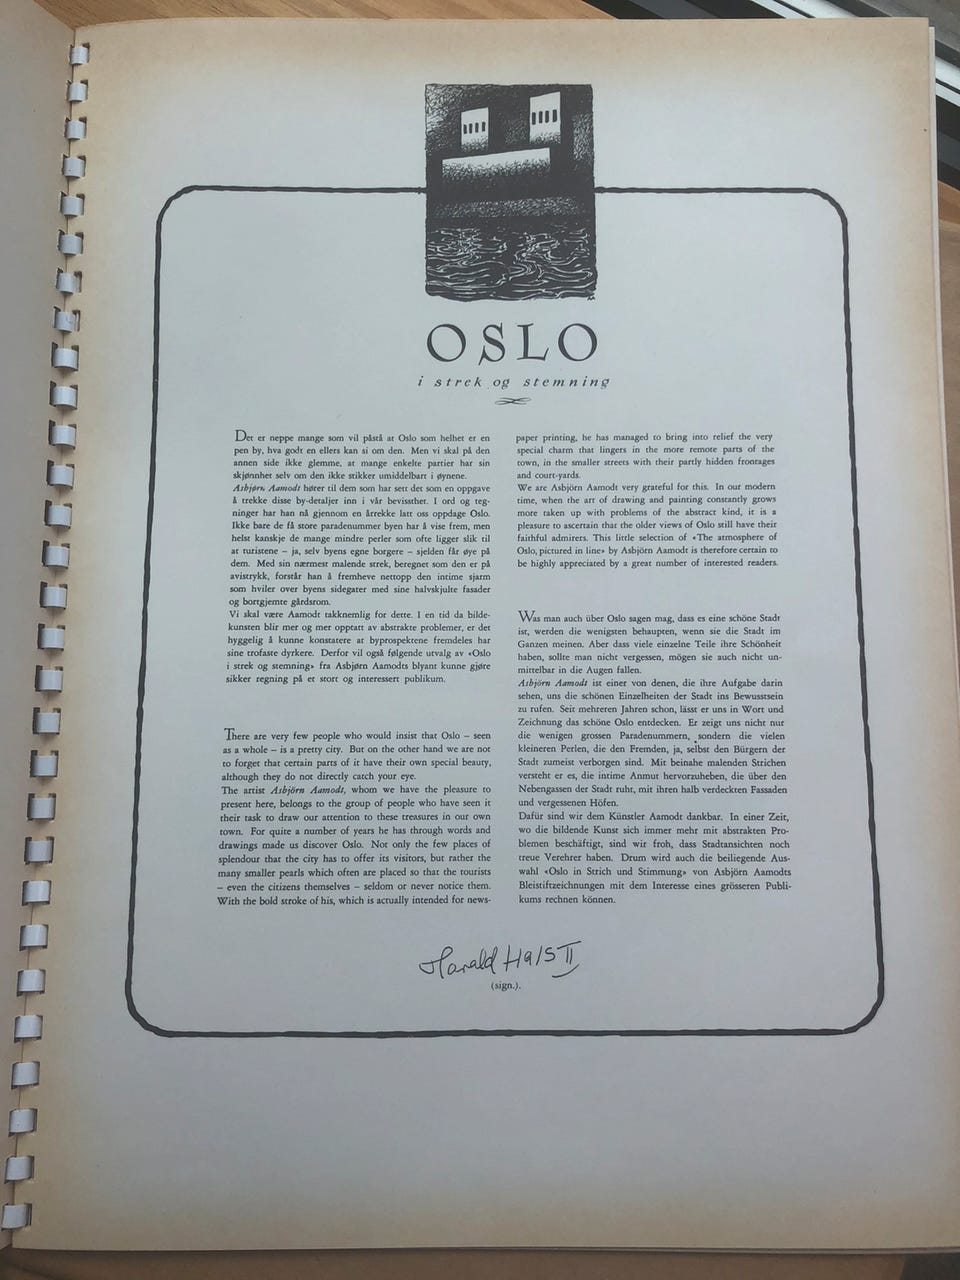 OSLO
i strek og stemning
Det er neppe mange som vil påstå at Oslo som helhet er en
pen by, hva godt en ellers kan si om den. Men vi skal på den
annen side ikke glemme, at mange enkelte partier har sin
skjønnhet selv om den ikke stikker umiddelbart i øynene.
Asbjørn Aamodt hører til dem som har sett det som en oppgave
å trekke disse by-detaljer inn i vår bevissthet. I ord og teg-
ninger har han nå gjennom en årrekke latt oss oppdage Oslo.
Ikke bare de få store paradenummer byen har å vise frem, men
helst kanskje de mange mindre perler som ofte ligger slik til
at turistene – ja, selv byens egne borgere – sjelden får øye på
dem. Med sin nærmest malende strek, beregnet som den er på
avistrykk, forstår han å fremheve nettopp den intime sjarm
som hviler over byens sidegater med sine halvskjulte fasader
og bortgjemte gårdsrom.
Vi skal være Aamodt takknemlig for dette. I en tid da bilde-
kunsten blir mer og mer opptatt av abstrakte problemer, er det
hyggelig å kunne konstatere at byprospektene fremdeles har
sine trofaste dyrkere. Derfor vil også følgende utvalg av «Oslo
i strek og stemning» fra Asbjørn Aamodts blyant kunne gjøre
sikker regning på et stort og interessert publikum.
There are very few people who would insist that Oslo – seen
as a whole – is a pretty city. But on the other hand we are not
to forget that certain parts of it have their own special beauty,
although they do not directly catch your eye.
The artist Asbjörn Aamodt, whom we have the pleasure to
present here, belongs to the group of people who have seen it
their task to draw our attention to these treasures in our own
town. For quite a number of years he has through words and
drawings made us discover Oslo. Not only the few places of
splendour that the city has to offer its visitors, but rather the
many smaller pearls which often are placed so that the tourists
– even the citizens themselves – seldom or never notice them.
With the bold stroke of his, which is actually intended for news-
paper printing, he has managed to bring into relief the very
special charm that lingers in the more remote parts of the
town, in the smaller streets with their partly hidden frontages
and court-yards.
We are Asbjörn Aamodt very grateful for this. In our modern
time, when the art of drawing and painting constantly grows
more taken up with problems of the abstract kind, it is a
pleasure to ascertain that the older views of Oslo still have their
faithful admirers. This little selection of «The atmosphere of
Oslo, pictured in line» by Asbjörn Aamodt is therefore certain to
be highly appreciated by a great number of interested readers.
Was man auch über Oslo sagen mag, dass es eine schöne Stadt
ist, werden die wenigsten behaupten, wenn sie die Stadt im
Ganzen meinen. Aber dass viele einzelne Teile ihre Schönheit
haben, sollte man nicht vergessen, mögen sie auch nicht un-
mittelbar in die Augen fallen.
Asbjörn Aamodt ist einer von denen, die ihre Aufgabe darin
sehen, uns die schönen Einzelheiten der Stadt ins Bewusstsein
zu rufen. Seit mehreren Jahren schon, lässt er uns in Wort und
Zeichnung das schöne Oslo entdecken. Er zeigt uns nicht nur
die wenigen grossen Paradenummern, sondern die vielen
kleineren Perlen, die den Fremden, ja, selbst den Bürgern der
Stadt zumeist verborgen sind. Mit beinahe malenden Strichen
versteht er es, die intime Anmut hervorzuheben, die über den
Nebengassen der Stadt ruht, mit ihren halb verdeckten Fassaden
und vergessenen Höfen.
Dafür sind wir dem Künstler Aamodt dankbar. In einer Zeit,
wo die bildende Kunst sich immer mehr mit abstrakten Pro-
blemen beschäftigt, sind wir froh, dass Stadtansichten noch
treue Verehrer haben. Drum wird auch die beiliegende Aus-
wahl «Oslo in Strich und Stimmung» von Asbjörn Aamodts
Bleistiftzeichnungen mit dem Interesse eines grösseren Publi-
kums rechnen können.
Harald Hals II
(sign.).